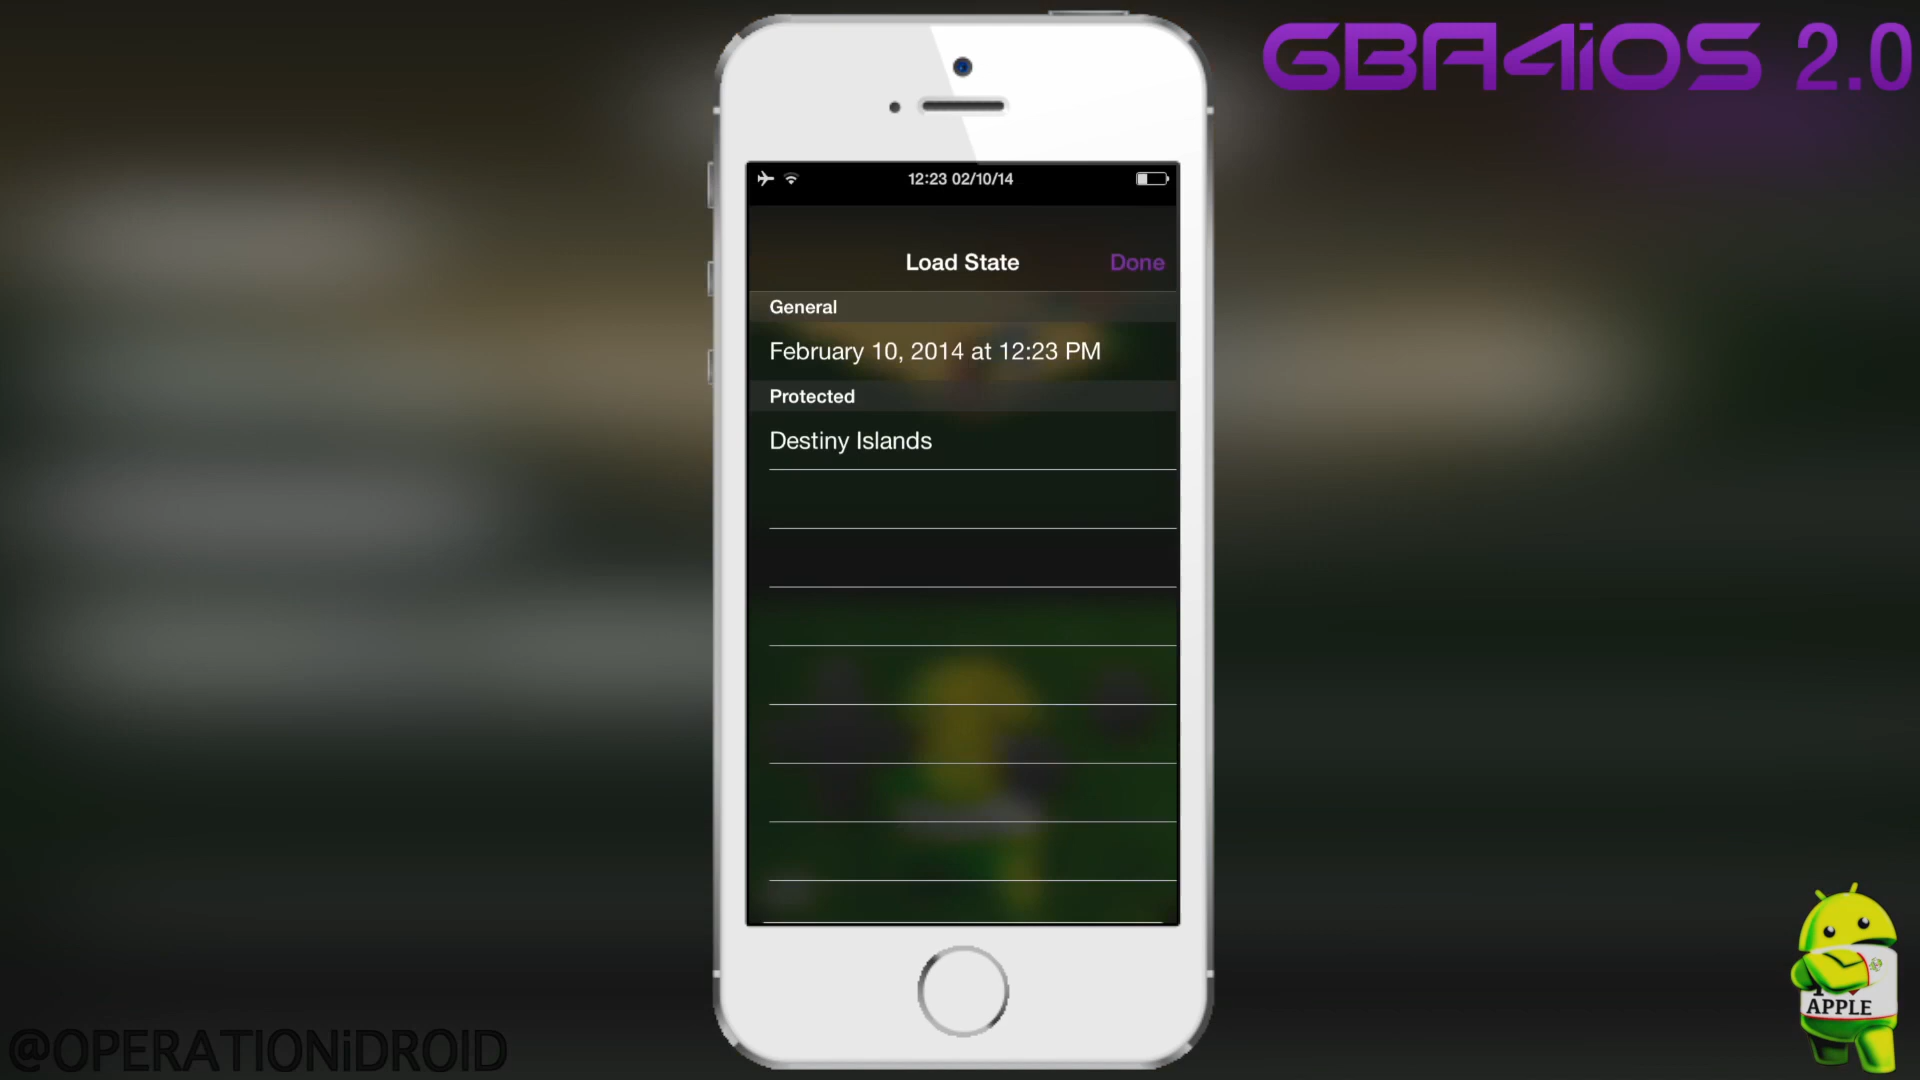 GBA4iOS 2.0
12:23 02/10/14
Load State
Done
General
February 10, 2014 at 12:23 PM
Protected
Destiny Islands
APPLE
@OPERATIONiDROID